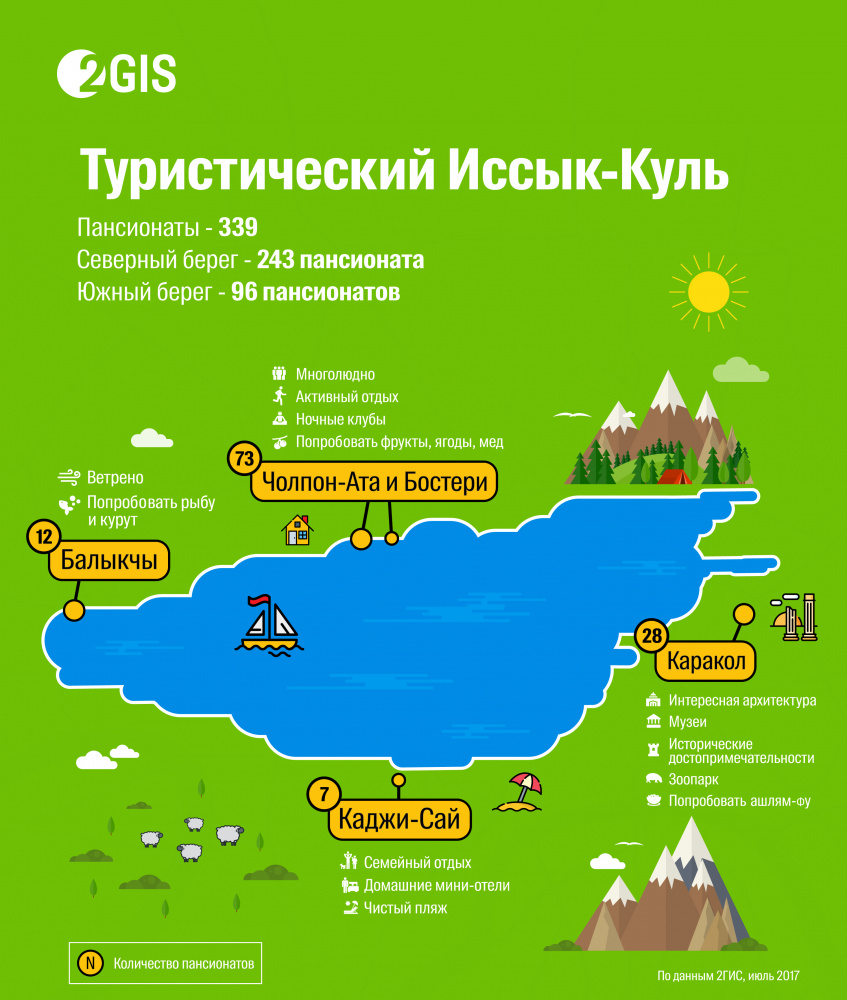 2GIS
Туристический Иссык-Куль
Пансионаты - 339
Северный берег - 243 пансионата
Южный берег - 96 пансионатов
Многолюдно
Активный отдых
Ночные клубы
Попробовать фрукты, ягоды, мед
73
Чолпон-Ата и Бостери
Ветрено
Попробовать рыбу
и курут
12
Балыкчы
28
Каракол
Интересная архитектура
Музеи
Исторические
достопримечательности
Зоопарк
Попробовать ашлям-фу
7
Каджи-Сай
Семейный отдых
Домашние мини-отели
Чистый пляж
N
Количество пансионатов
По данным 2ГИС, июль 2017